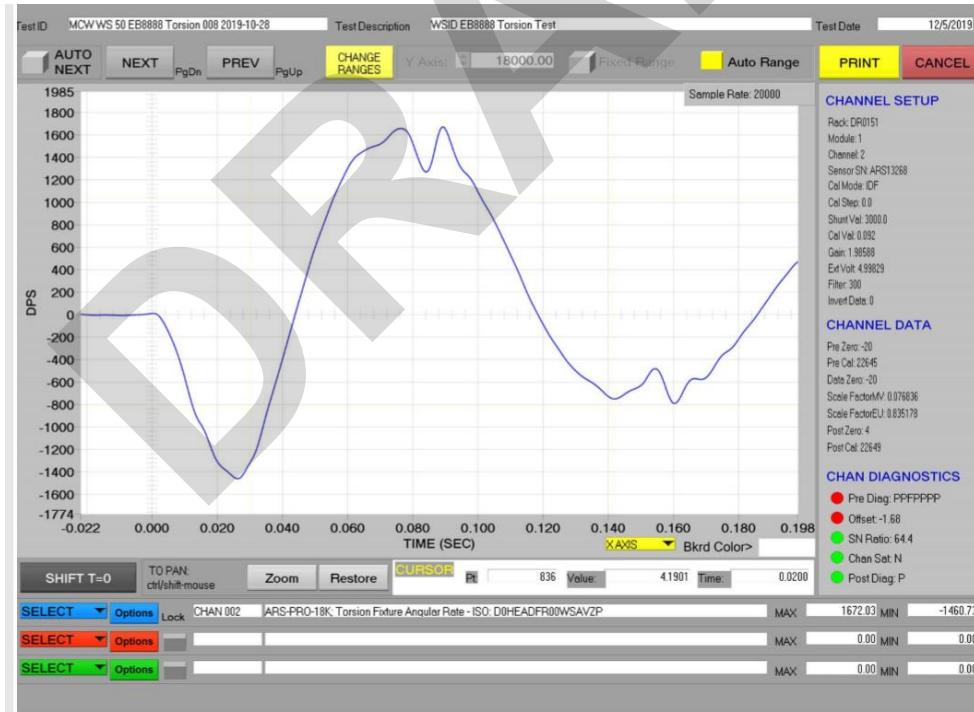 Test ID MCW WS 50 EB8888 Torsion 008 2019-10-28 Test Description WSID EB8888 Torsion Test Test Date 12/5/2019
AUTO NEXT NEXT PgDn PREV PgUp CHANGE RANGES Y Axis: 18000.00 Fixed Range Auto Range PRINT CANCEL
Sample Rate: 20000
1985
1800
1600
1400
1200
1000
800
600
400
200
0
-200
-400
-600
-800
-1000
-1200
-1400
-1600
-1774
DPS
-0.022 0.000 0.020 0.040 0.060 0.080 0.100 0.120 0.140 0.160 0.180 0.198
TIME (SEC)
X AXIS Bkrd Color>
CHANNEL SETUP
Rack: DR0151
Module: 1
Channel: 2
Sensor SN: ARS13268
Cal Mode: IDF
Cal Step: 0.0
Shunt Val: 3000.0
Cal Val: 0.092
Gain: 1.98588
Ext Volt: 4.99829
Filter: 300
Invert Data: 0
CHANNEL DATA
Pre Zero: -20
Pre Cal: 22645
Data Zero: -20
Scale FactorMV: 0.076836
Scale FactorEU: 0.835178
Post Zero: 4
Post Cal: 22649
CHAN DIAGNOSTICS
Pre Diag: PPFPPPP
Offset: -1.68
SN Ratio: 64.4
Chan Sat: N
Post Diag: P
SHIFT T=0 TO PAN: ctrl/shift-mouse Zoom Restore CURSOR Pt 836 Value: 4.1901 Time: 0.0200
SELECT Options Lock CHAN 002 ARS-PRO-18K; Torsion Fixture Angular Rate - ISO: D0HEADFR00WSAVZP MAX 1672.03 MIN
SELECT Options MAX 0.00 MIN
SELECT Options MAX 0.00 MIN
DRA